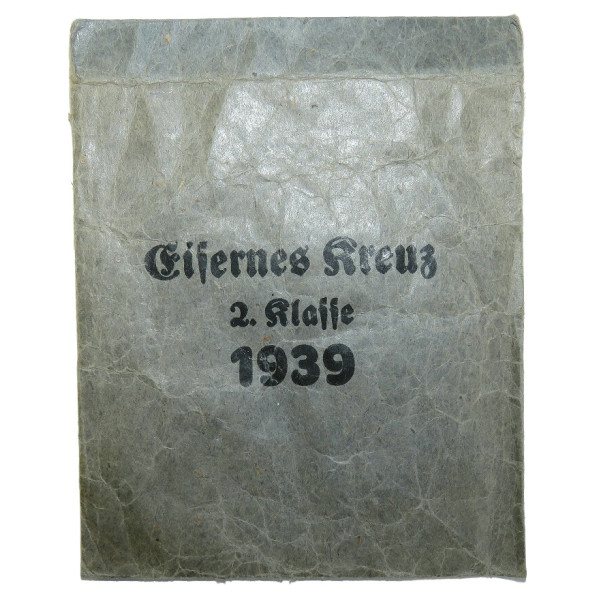 Eisernes Kreuz
2. Klasse
1939